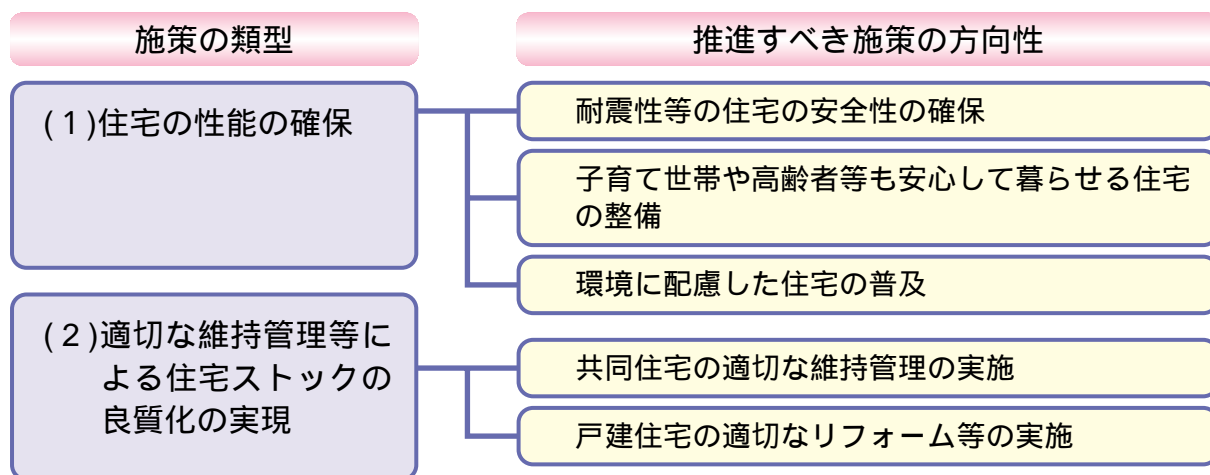 施策の類型
推進すべき施策の方向性
(1)住宅の性能の確保
耐震性等の住宅の安全性の確保
子育て世帯や高齢者等も安心して暮らせる住宅
の整備
環境に配慮した住宅の普及
(2)適切な維持管理等に
よる住宅ストックの
良質化の実現
共同住宅の適切な維持管理の実施
戸建住宅の適切なリフォーム等の実施